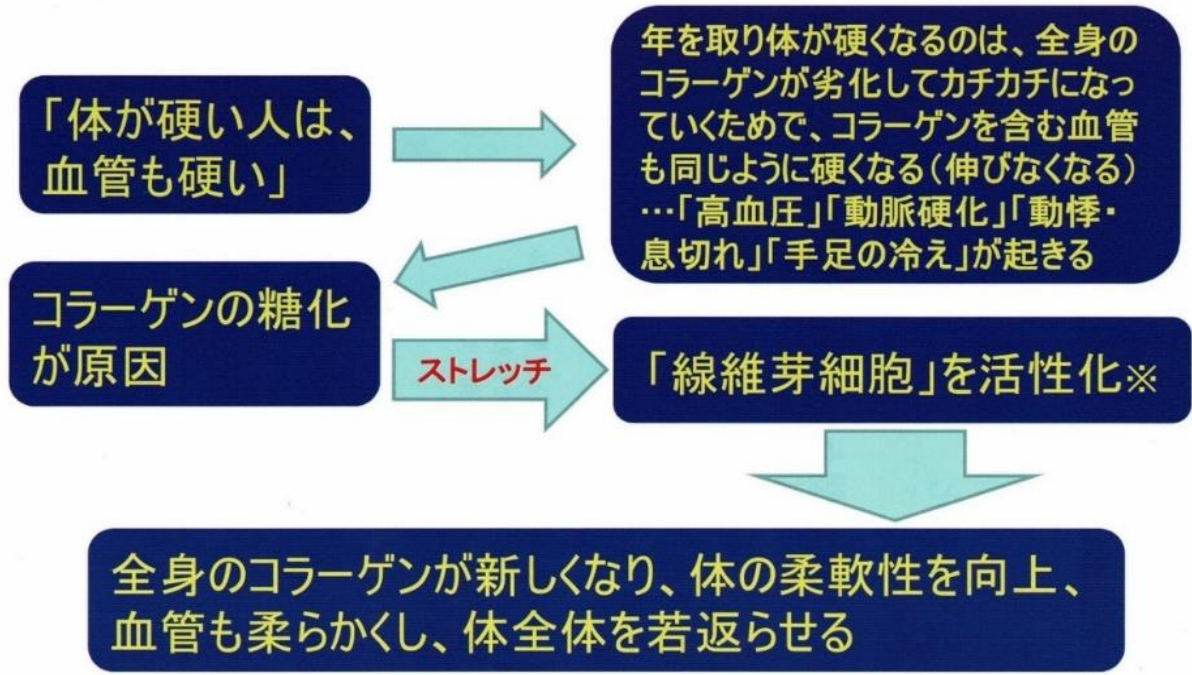 「体が硬い人は、
血管も硬い」
年を取り体が硬くなるのは、全身の
コラーゲンが劣化してカチカチになっ
ていくためで、コラーゲンを含む血管
も同じように硬くなる(伸びなくなる)
…「高血圧」「動脈硬化」「動悸・
息切れ」「手足の冷え」が起きる
コラーゲンの糖化
が原因
ストレッチ
「線維芽細胞」を活性化※
全身のコラーゲンが新しくなり、体の柔軟性を向上、
血管も柔らかくし、体全体を若返らせる